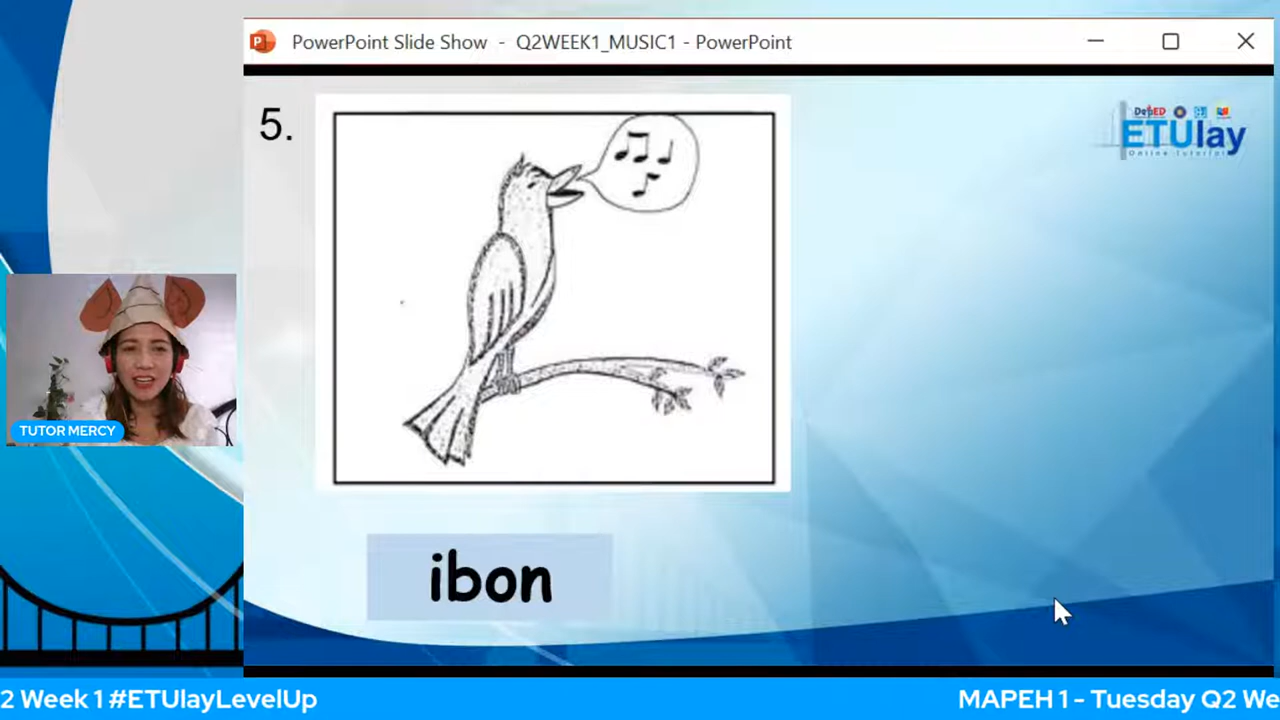 PowerPoint Slide Show - Q2WEEK1_MUSIC1 - PowerPoint
5.
DepED
ETUlay
Online Tutorial
ibon
TUTOR MERCY
2 Week 1 #ETUlayLevelUp
MAPEH 1 - Tuesday Q2 We